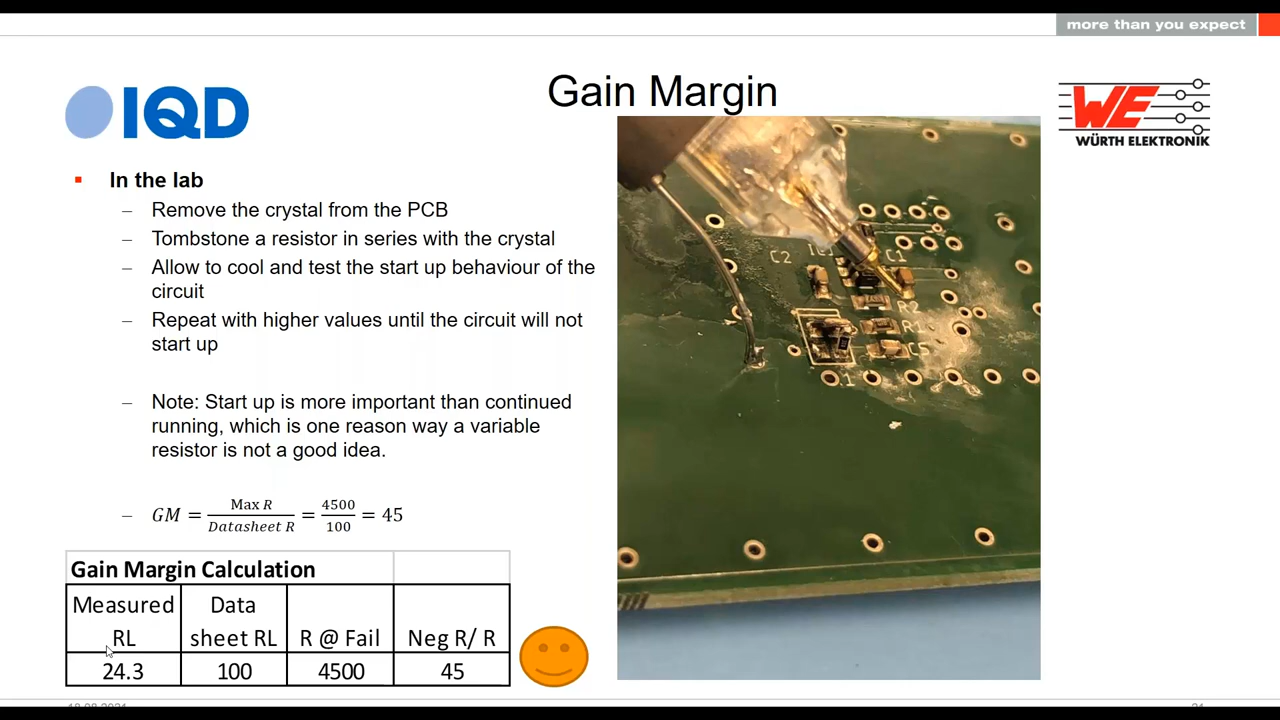 more than you expect
IQD
Gain Margin
WE
WÜRTH ELEKTRONIK
▪ In the lab
– Remove the crystal from the PCB
– Tombstone a resistor in series with the crystal
– Allow to cool and test the start up behaviour of the
circuit
– Repeat with higher values until the circuit will not
start up
– Note: Start up is more important than continued
running, which is one reason way a variable
resistor is not a good idea.
– GM = Max R / Datasheet R = 4500 / 100 = 45
Gain Margin Calculation
Measured RL Data sheet RL R @ Fail Neg R/ R
24.3 100 4500 45
C2
C1
R2
R1